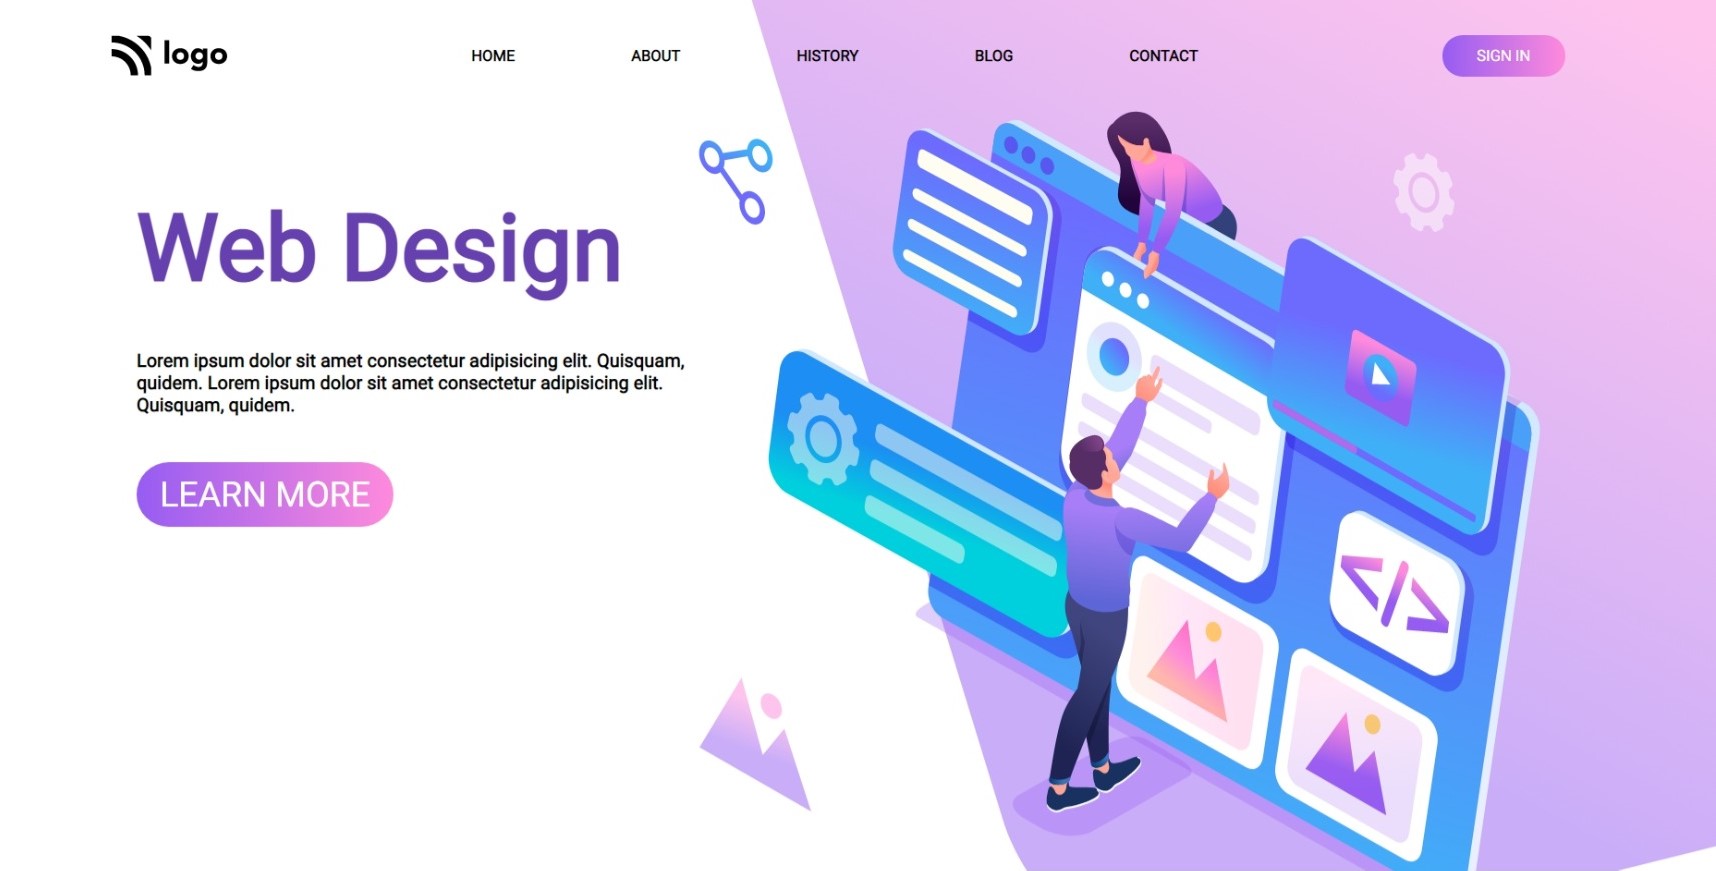 logo
HOME
ABOUT
HISTORY
BLOG
CONTACT
SIGN IN
Web Design
Lorem ipsum dolor sit amet consectetur adipisicing elit. Quisquam,
quidem. Lorem ipsum dolor sit amet consectetur adipisicing elit.
Quisquam, quidem.
LEARN MORE